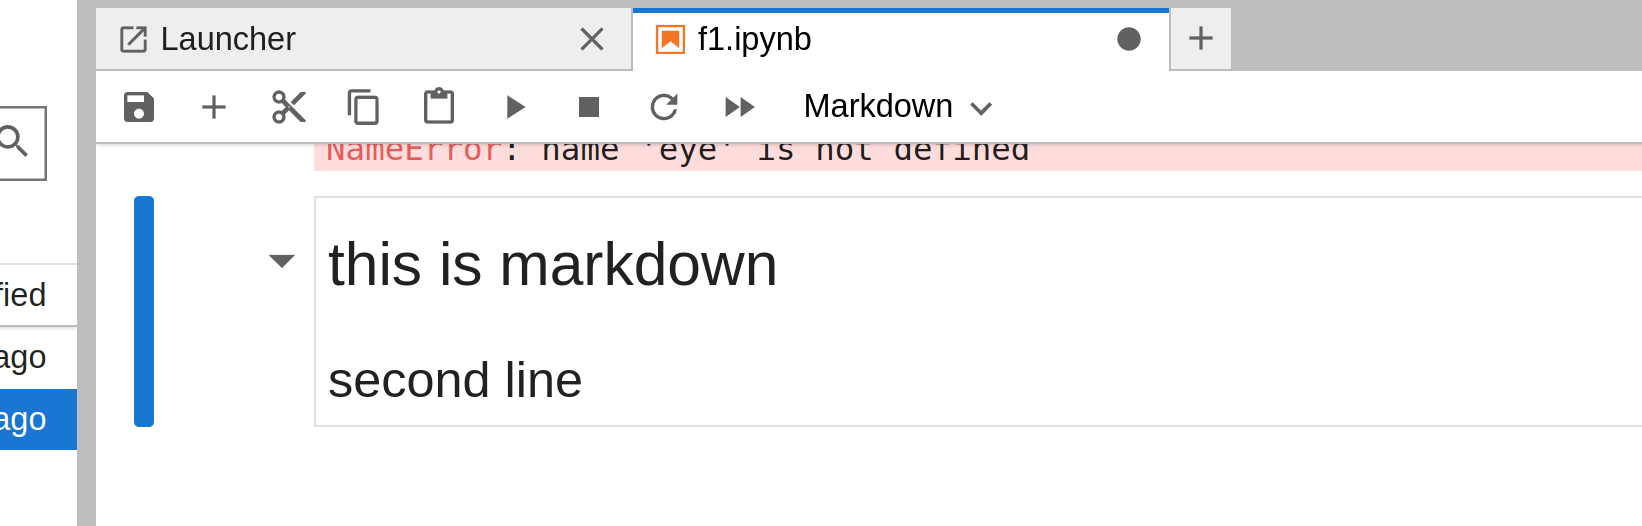 Launcher
f1.ipynb
Markdown
NameError: name 'eye' is not defined
this is markdown
second line
fied
ago
ago